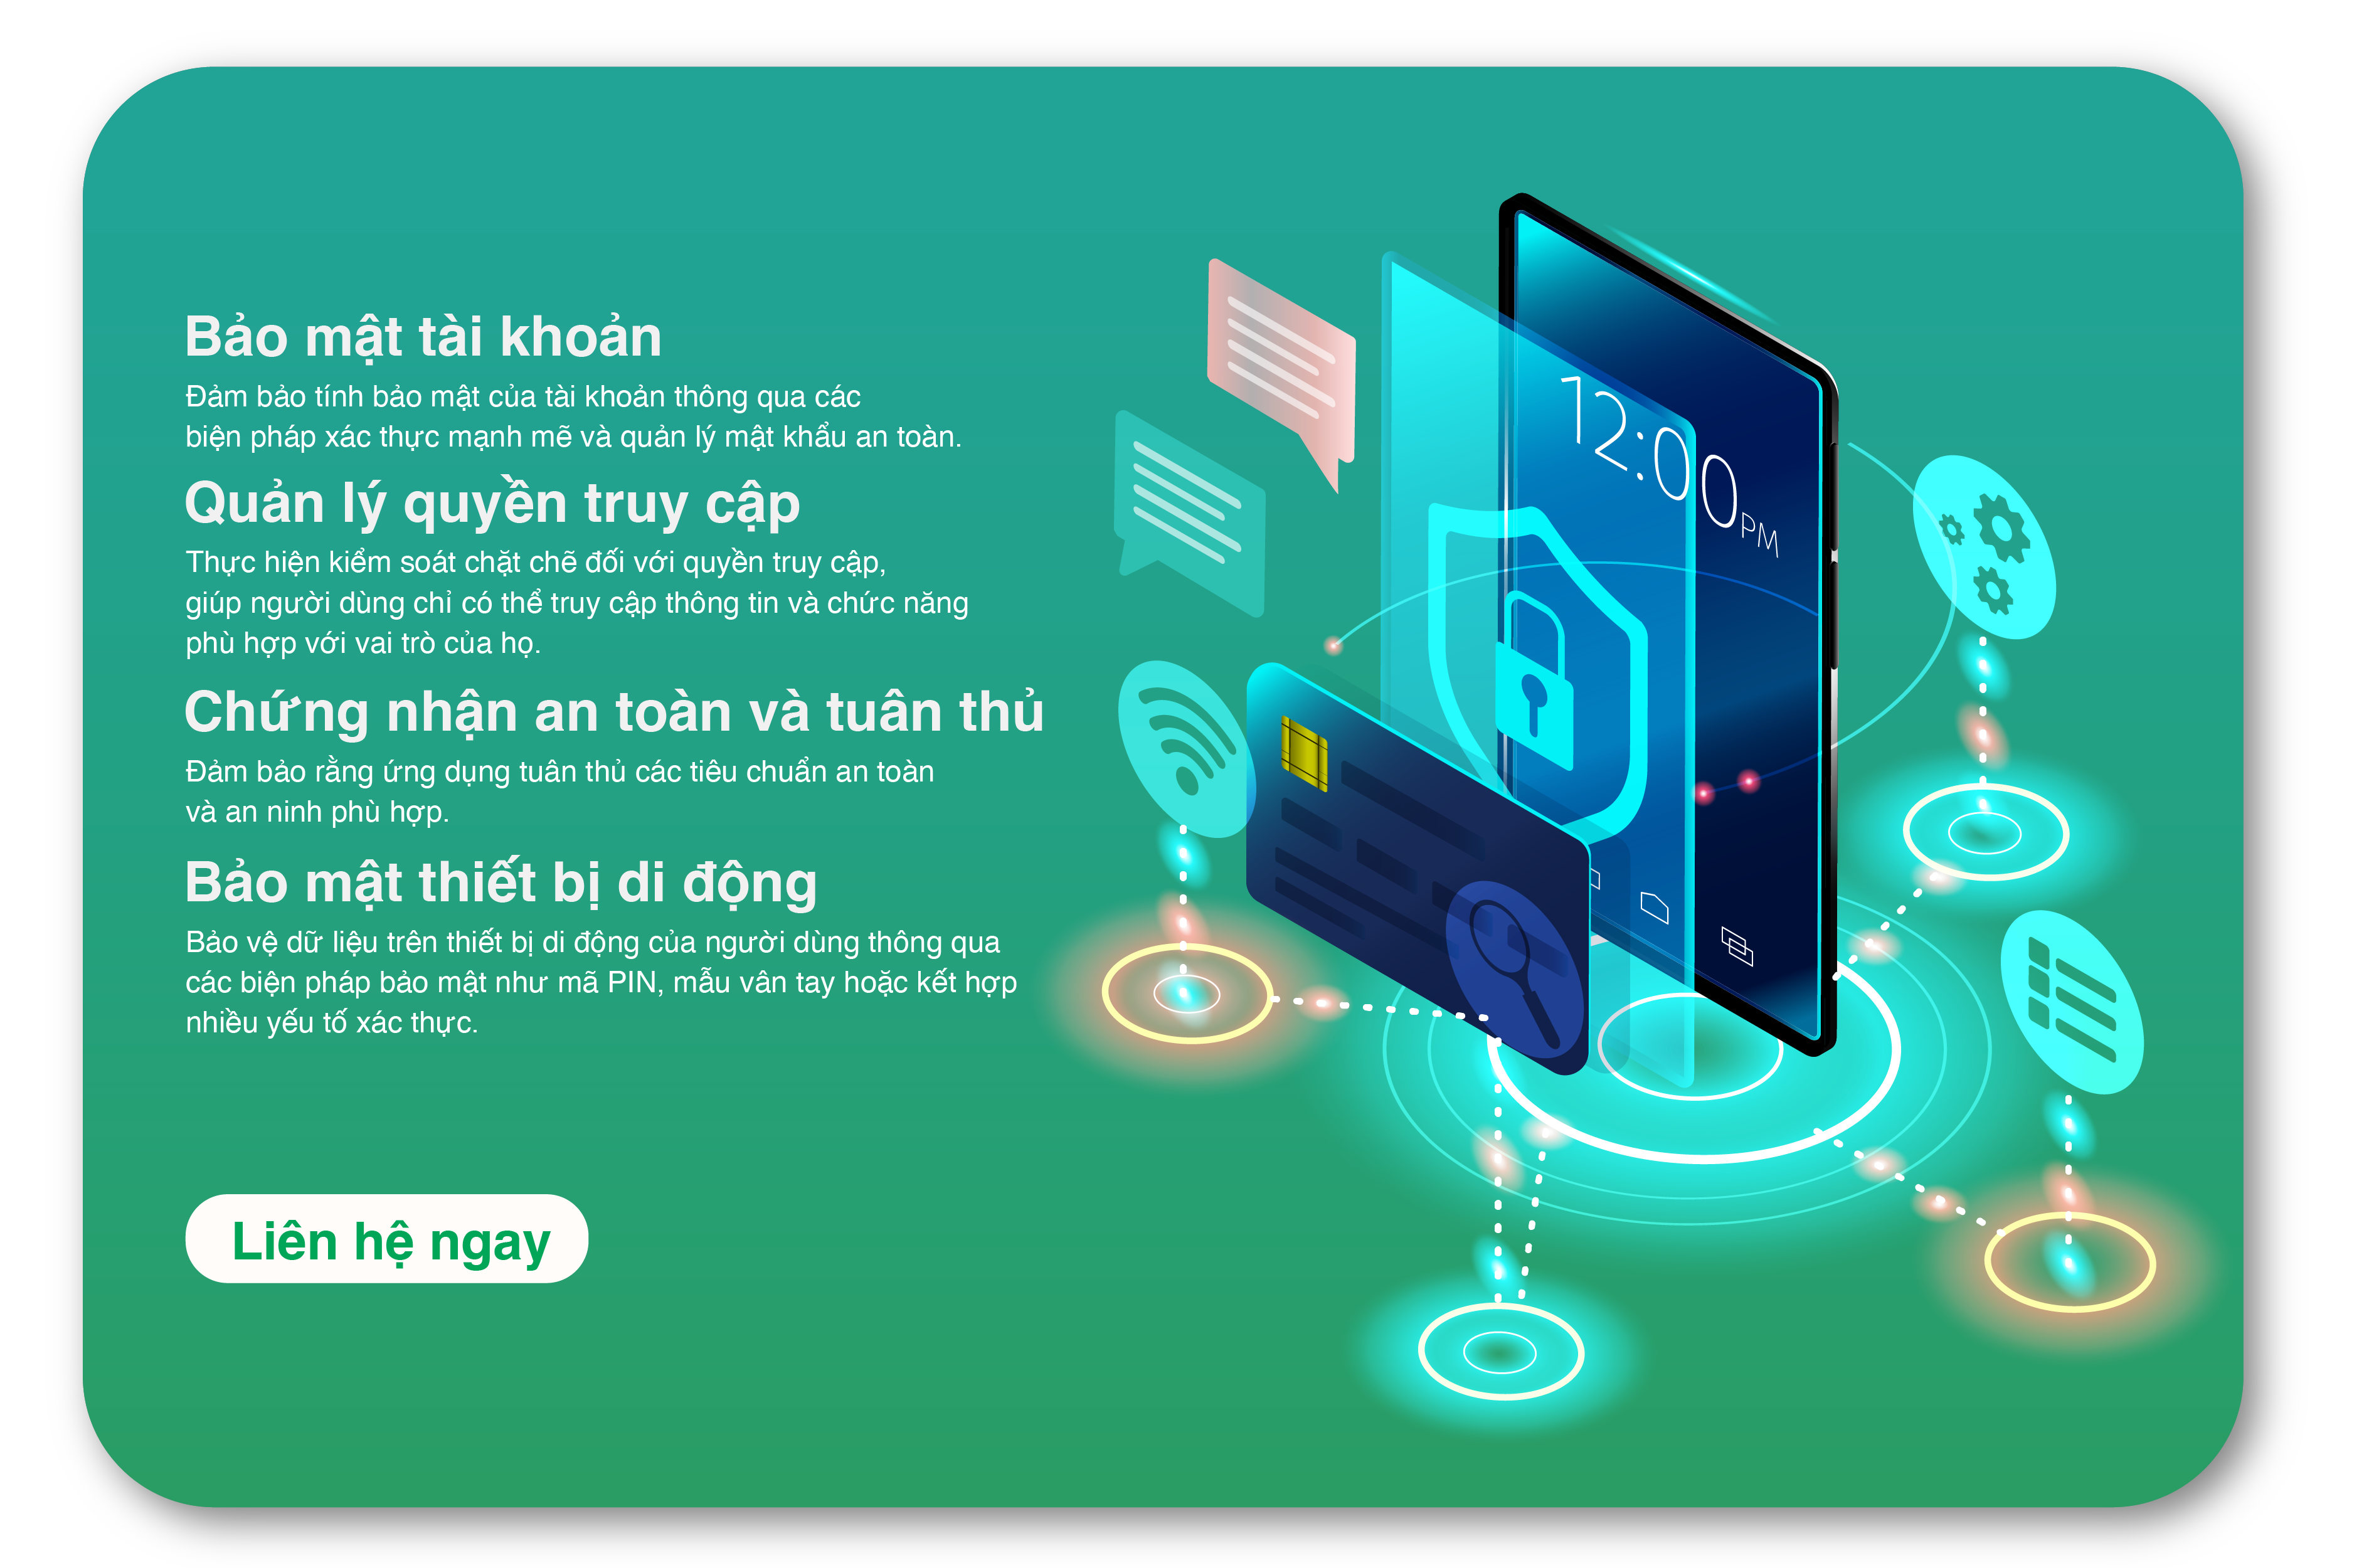 Bảo mật tài khoản
Đảm bảo tính bảo mật của tài khoản thông qua các
biện pháp xác thực mạnh mẽ và quản lý mật khẩu an toàn.
Quản lý quyền truy cập
Thực hiện kiểm soát chặt chẽ đối với quyền truy cập,
giúp người dùng chỉ có thể truy cập thông tin và chức năng
phù hợp với vai trò của họ.
Chứng nhận an toàn và tuân thủ
Đảm bảo rằng ứng dụng tuân thủ các tiêu chuẩn an toàn
và an ninh phù hợp.
Bảo mật thiết bị di động
Bảo vệ dữ liệu trên thiết bị di động của người dùng thông qua
các biện pháp bảo mật như mã PIN, mẫu vân tay hoặc kết hợp
nhiều yếu tố xác thực.
Liên hệ ngay
12:00 PM